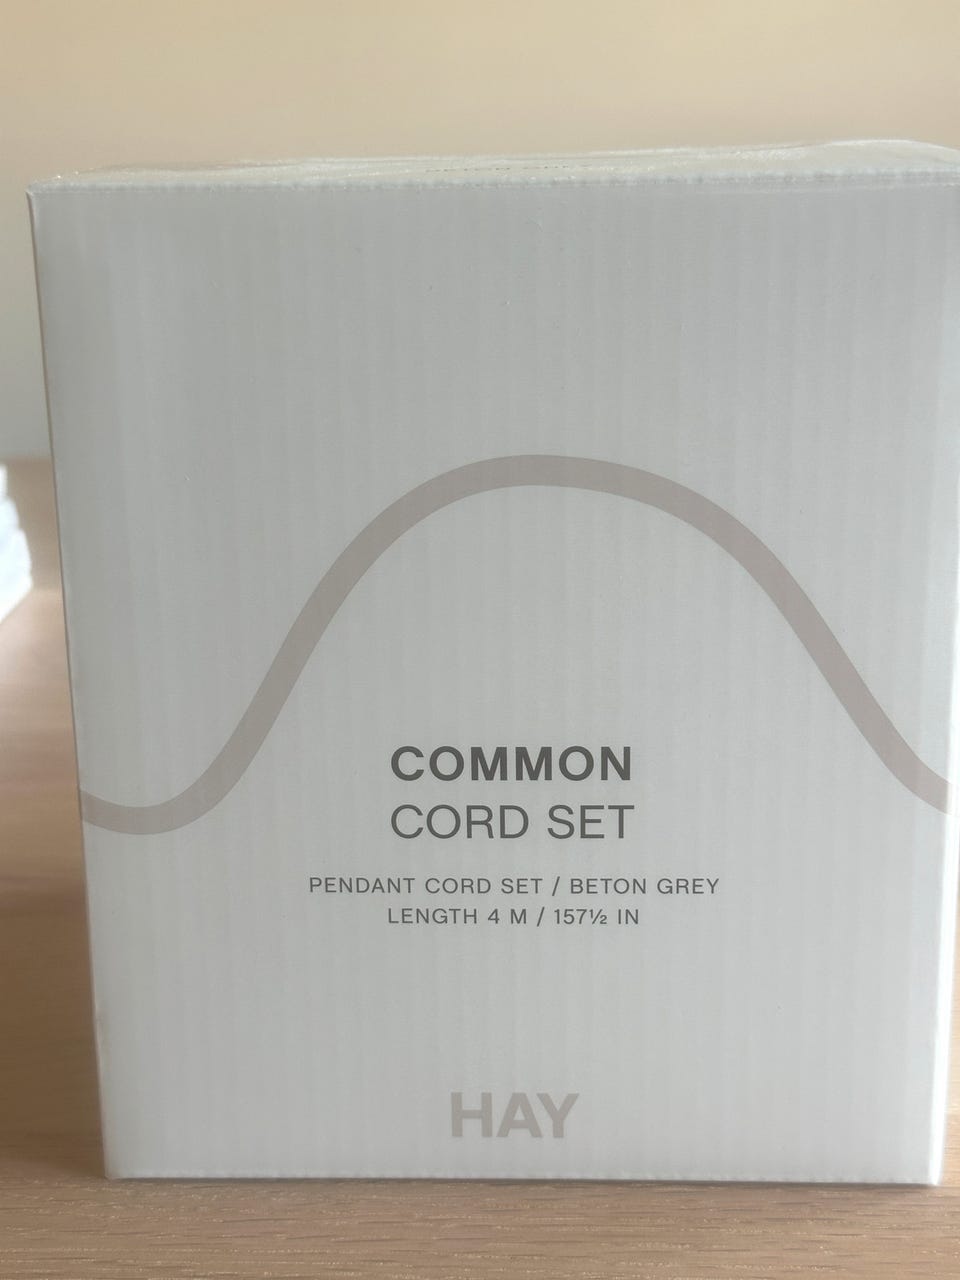 COMMON
CORD SET
PENDANT CORD SET / BETON GREY
LENGTH 4 M / 157½ IN
HAY